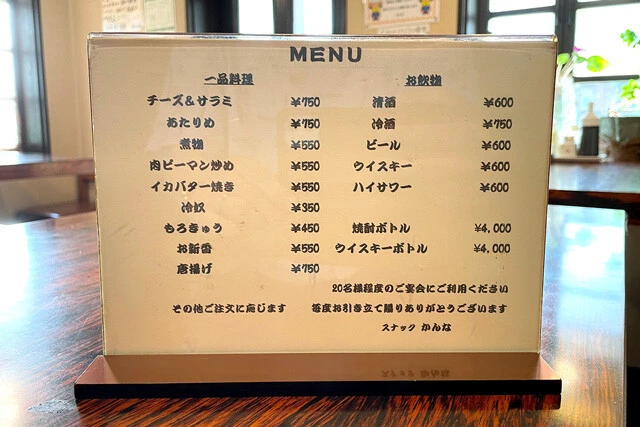 MENU
一品料理
チーズ&サラミ ¥750
あたりめ ¥750
煮物 ¥550
肉ピーマン炒め ¥550
イカバター焼き ¥550
冷奴 ¥350
もろきゅう ¥450
お新香 ¥550
唐揚げ ¥750
その他ご注文に応じます
お飲物
清酒 ¥600
冷酒 ¥750
ビール ¥600
ウイスキー ¥600
ハイサワー ¥600
焼酎ボトル ¥4,000
ウイスキーボトル ¥4,000
20名様程度のご宴会にご利用ください
毎度お引き立て賜りありがとうございます
スナック かんな